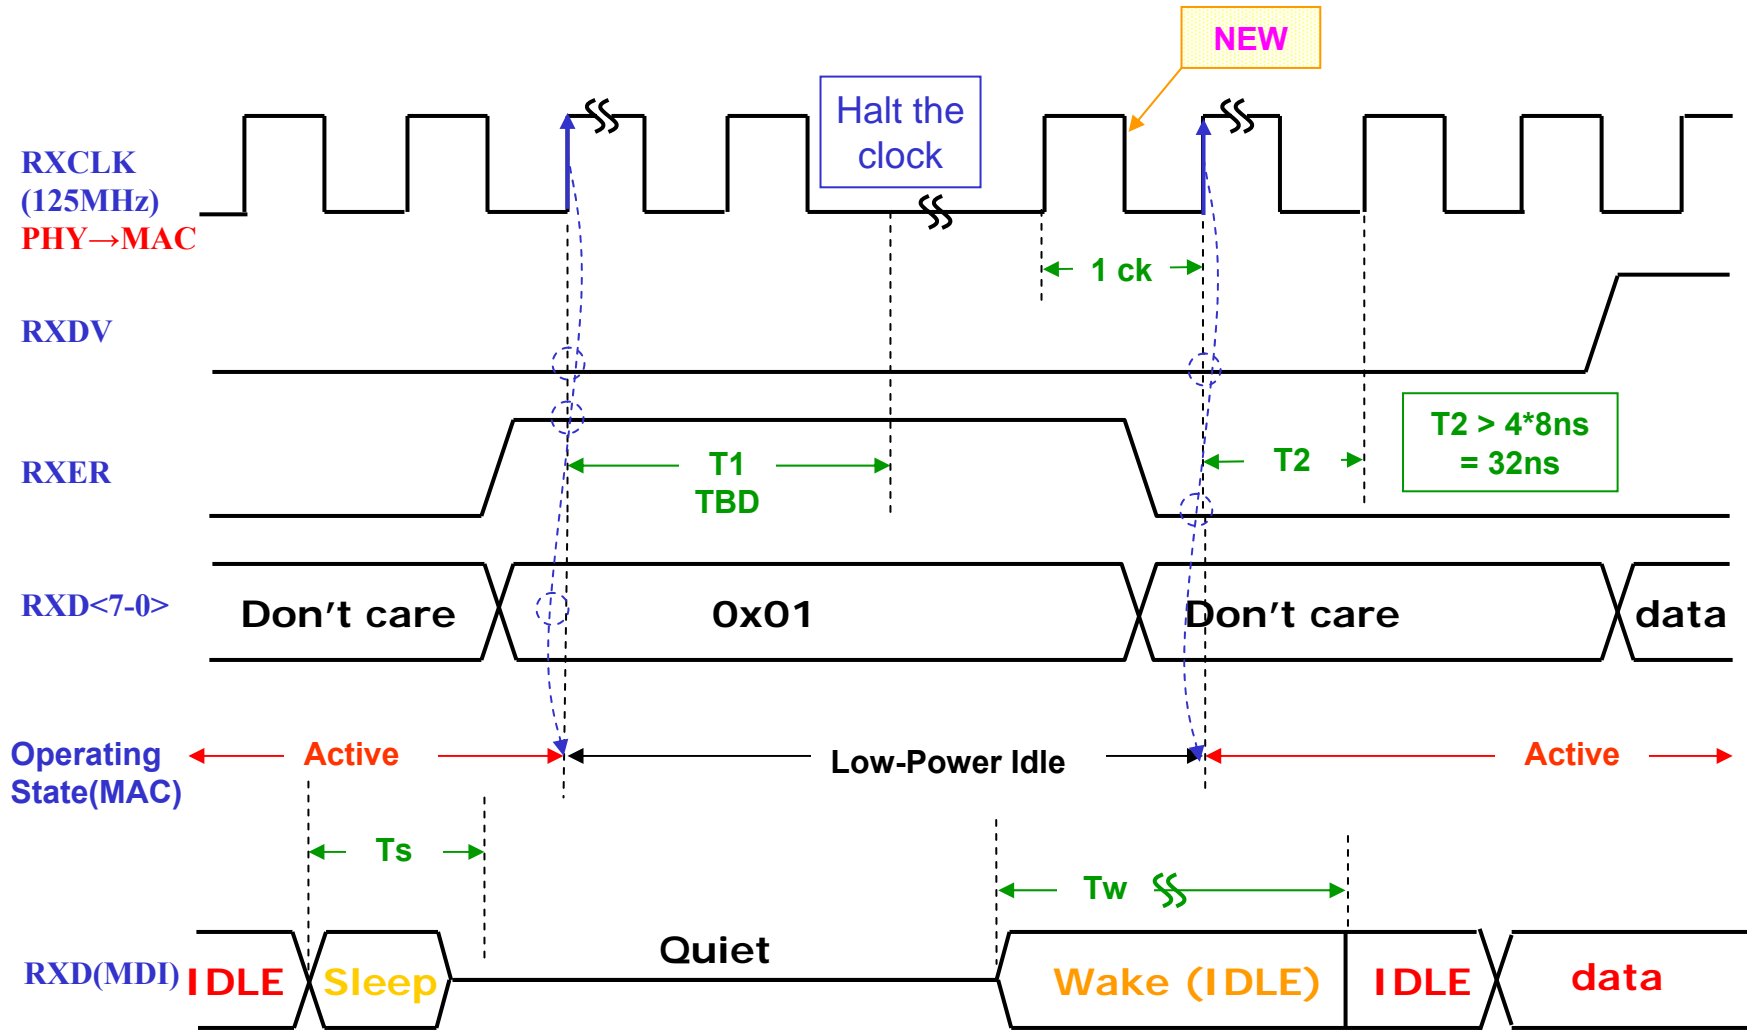 NEW
Halt the
clock
RXCLK
(125MHz)
PHY→MAC
1 ck
RXDV
T2 > 4*8ns
= 32ns
RXER
T1
TBD
T2
RXD<7-0>
Don't care
0x01
Don't care
data
Operating
State(MAC)
Active
Low-Power Idle
Active
Ts
Tw
RXD(MDI)
IDLE
Sleep
Quiet
Wake (IDLE)
IDLE
data